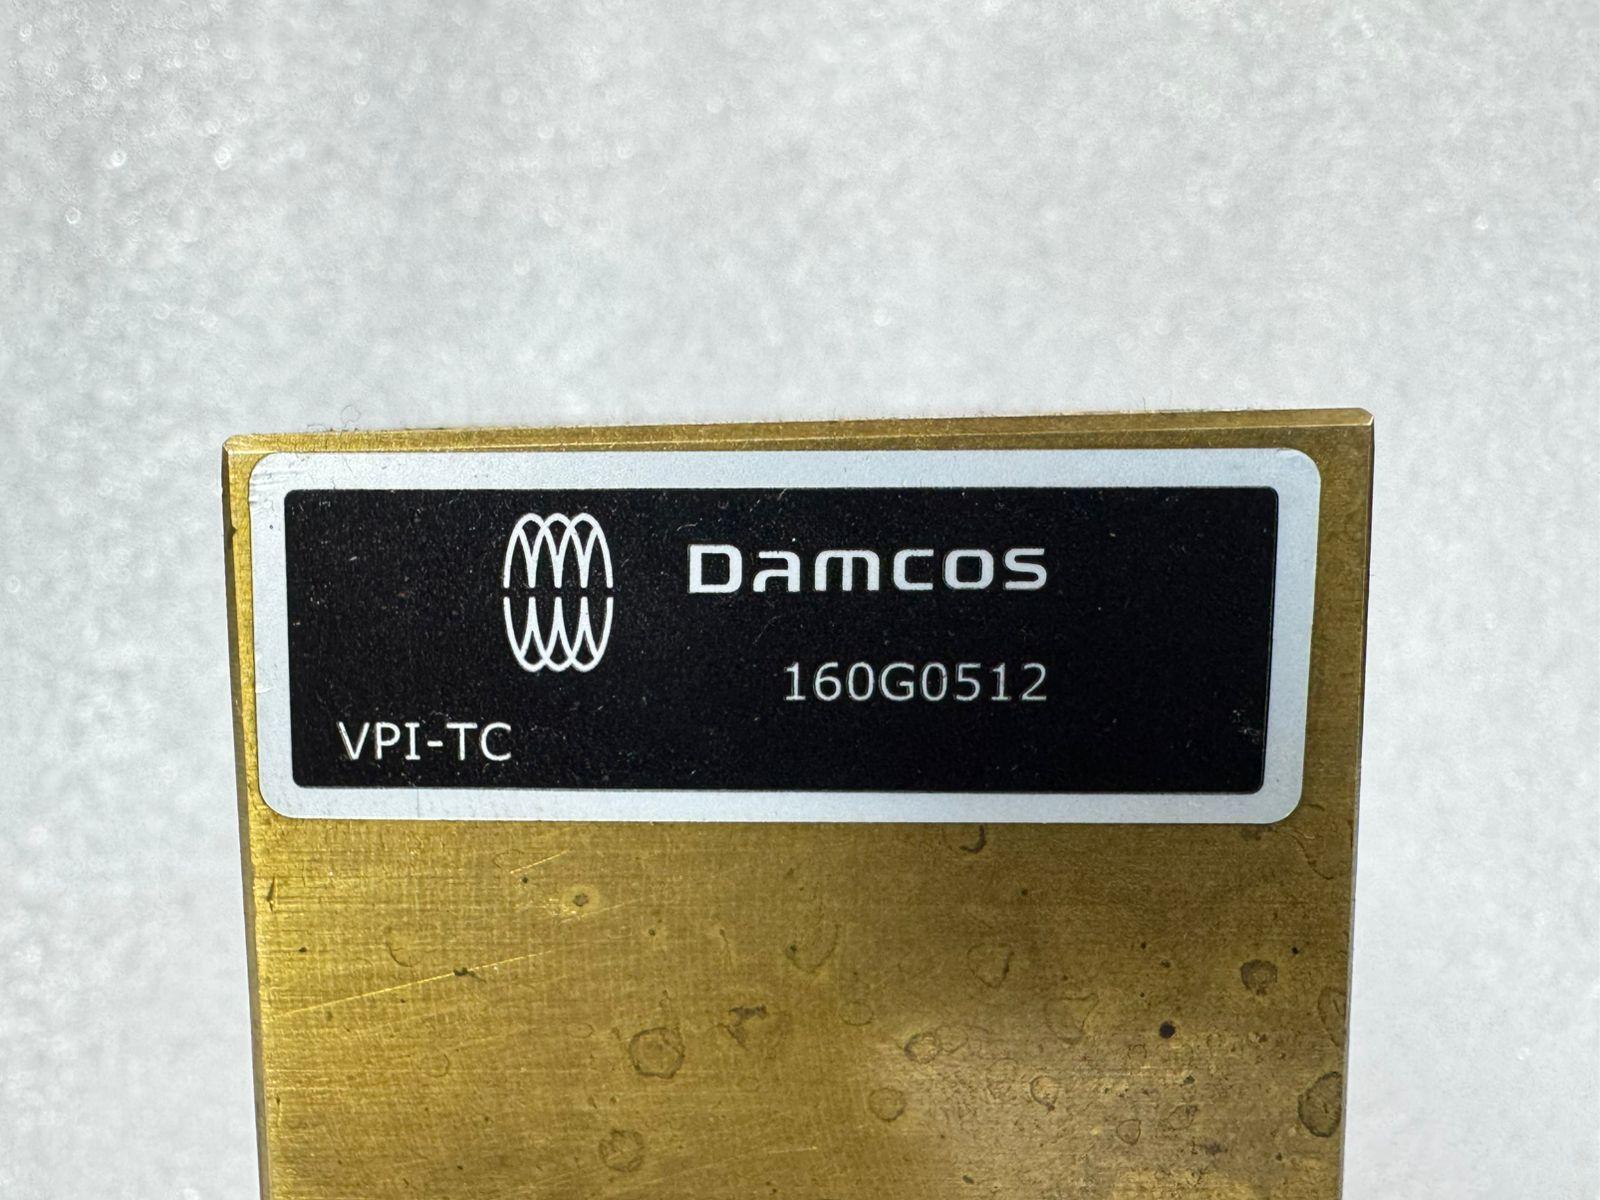 Damcos
160G0512
VPI-TC